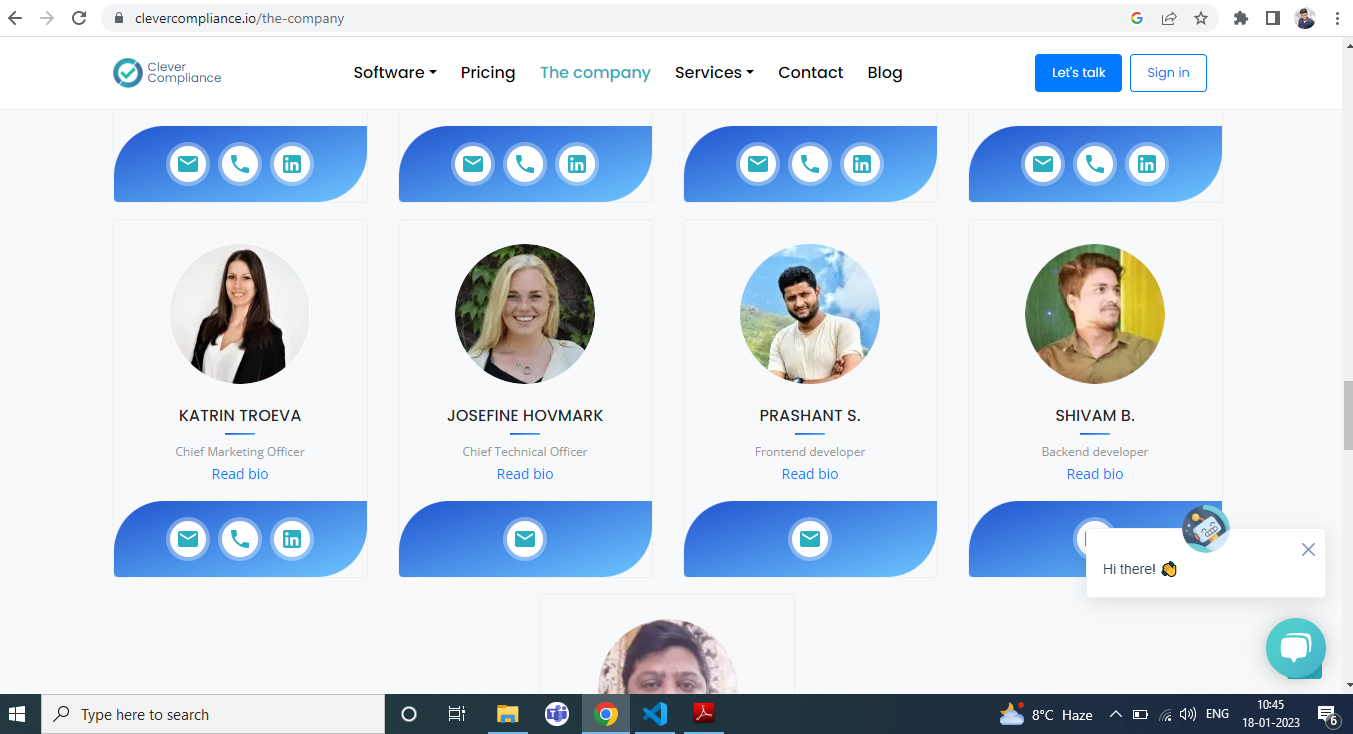 clevercompliance.io/the-company
Clever
Compliance
Software
Pricing
The company
Services
Contact
Blog
Let's talk
Sign in
KATRIN TROEVA
Chief Marketing Officer
Read bio
JOSEFINE HOVMARK
Chief Technical Officer
Read bio
PRASHANT S.
Frontend developer
Read bio
SHIVAM B.
Backend developer
Read bio
Hi there! 👏
Type here to search
8°C Haze
ENG
10:45
18-01-2023
6